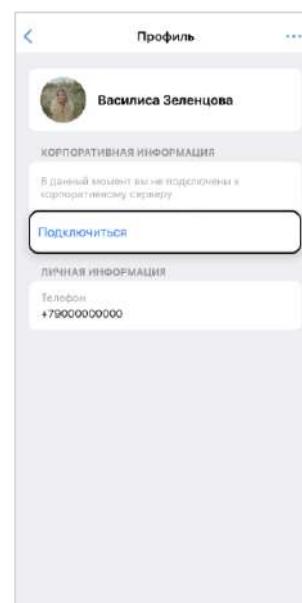 Профиль
Василиса Зеленцова
КОРПОРАТИВНАЯ ИНФОРМАЦИЯ
В данный момент вы не подключены к
корпоративному серверу
Подключиться
ЛИЧНАЯ ИНФОРМАЦИЯ
Телефон
+79000000000